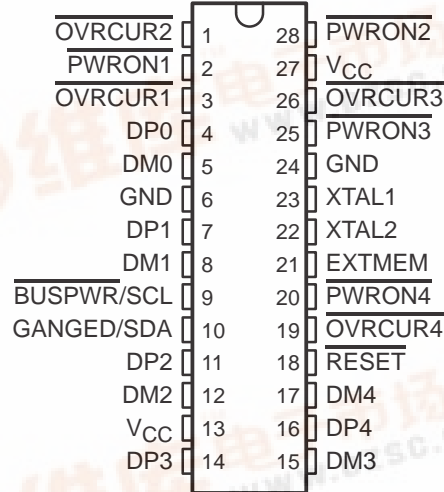 OVRCUR2 1 28 PWRON2
PWRON1 2 27 VCC
OVRCUR1 3 26 OVRCUR3
DP0 4 25 PWRON3
DM0 5 24 GND
GND 6 23 XTAL1
DP1 7 22 XTAL2
DM1 8 21 EXTMEM
BUSPWR/SCL 9 20 PWRON4
GANGED/SDA 10 19 OVRCUR4
DP2 11 18 RESET
DM2 12 17 DM4
VCC 13 16 DP4
DP3 14 15 DM3